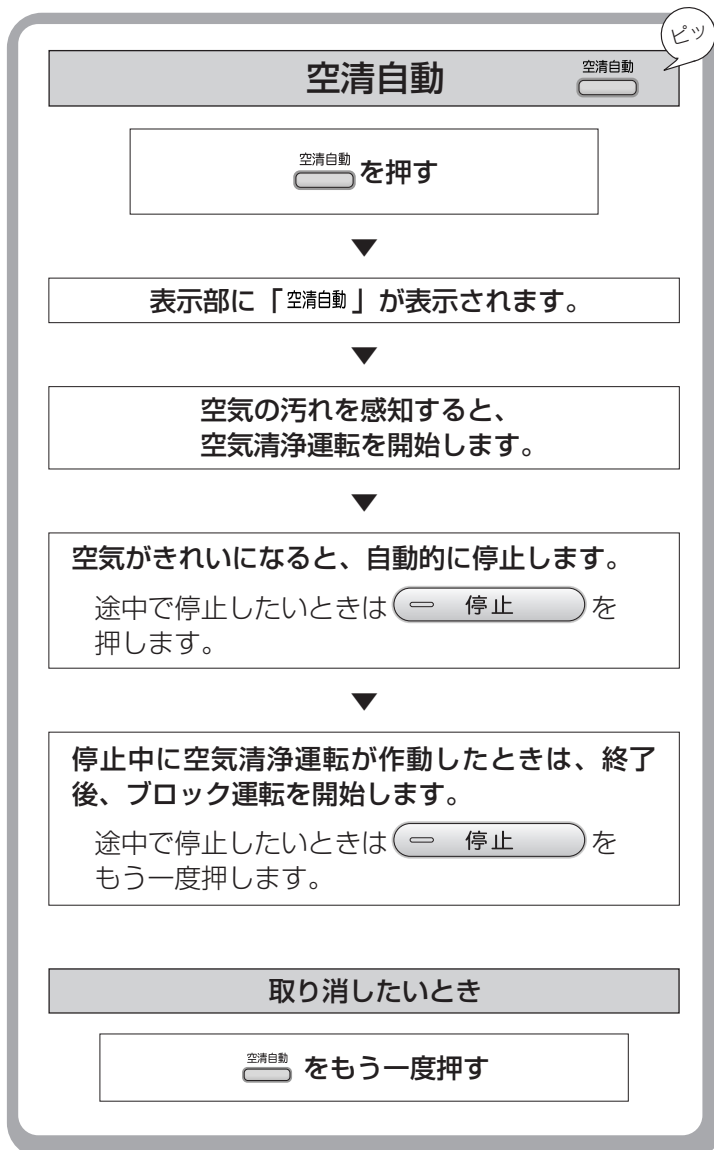 ピッ
空清自動 空清自動
空清自動 を押す
表示部に「空清自動」が表示されます。
空気の汚れを感知すると、
空気清浄運転を開始します。
空気がきれいになると、自動的に停止します。
途中で停止したいときは 停止 を
押します。
停止中に空気清浄運転が作動したときは、終了
後、ブロック運転を開始します。
途中で停止したいときは 停止 を
もう一度押します。
取り消したいとき
空清自動 をもう一度押す